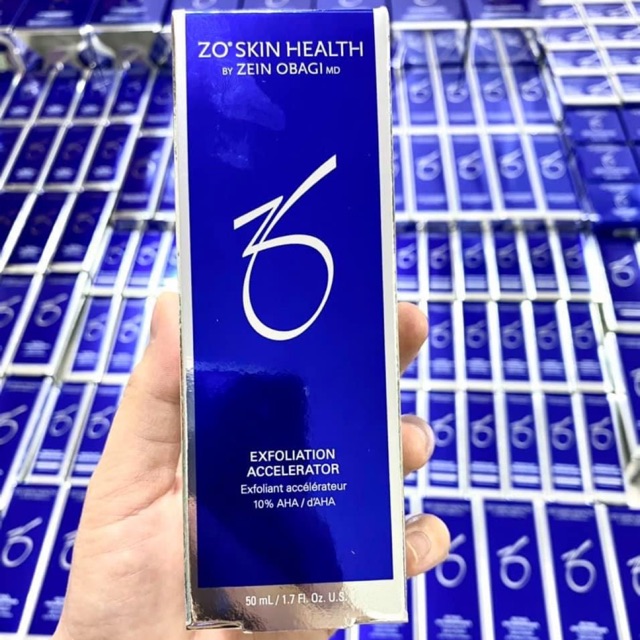 ZO® SKIN HEALTH
BY ZEIN OBAGI MD
EXFOLIATION
ACCELERATOR
Exfoliant accélérateur
10% AHA / d'AHA
50 mL / 1.7 Fl. Oz. U.S.